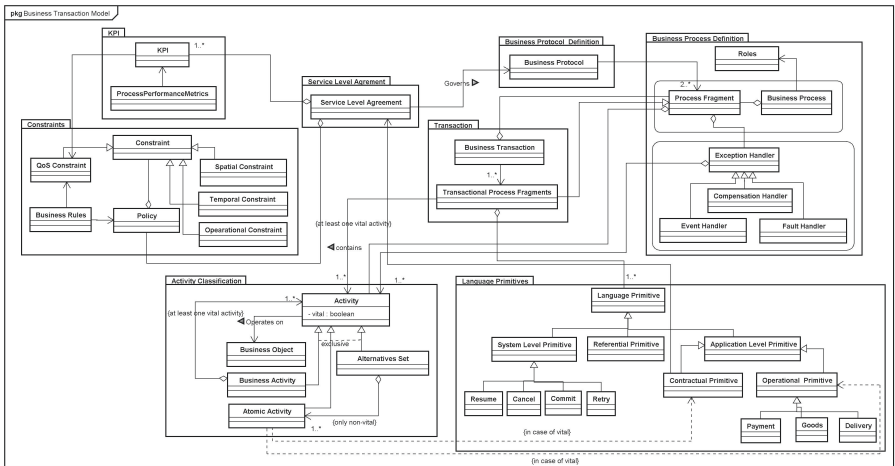 pkg Business Transaction Model
KPI
KPI
1..*
ProcessPerformanceMetrics
Service Level Agrement
Service Level Agreement
Governs
Business Protocol Definition
Business Protocol
Business Process Definition
Roles
2..*
Process Fragment
Business Process
Exception Handler
Compensation Handler
Event Handler
Fault Handler
Constraints
Constraint
QoS Constraint
Spatial Constraint
Temporal Constraint
Business Rules
Policy
Opearational Constraint
Transaction
Business Transaction
1..*
Transactional Process Fragments
{at least one vital activity}
contains
1..*
1..*
1..*
Activity Classification
1..*
Activity
- vital : boolean
{at least one vital activity}
Operates on
exclusive
Business Object
Alternatives Set
Business Activity
Atomic Activity
1..*
{only non-vital}
Language Primitives
Language Primitive
System Level Primitive
Referential Primitive
Application Level Primitive
Contractual Primitive
Operational Primitive
Resume
Cancel
Commit
Retry
Payment
Goods
Delivery
{in case of vital}
{in case of vital}